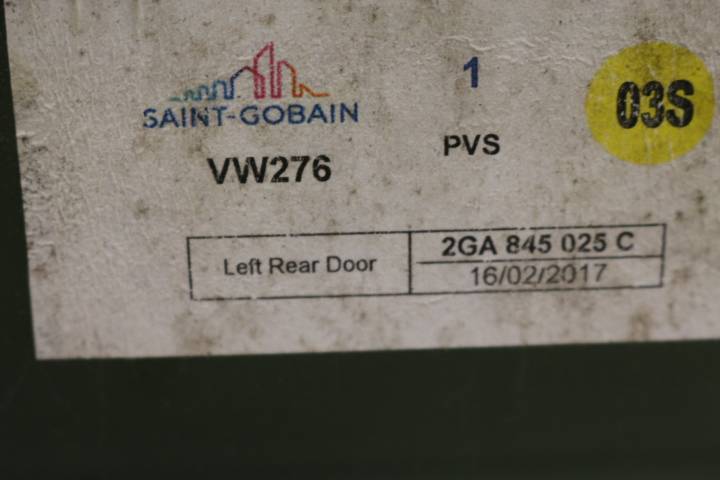 SAINT-GOBAIN
1
03S
VW276
PVS
Left Rear Door
2GA 845 025 C
16/02/2017